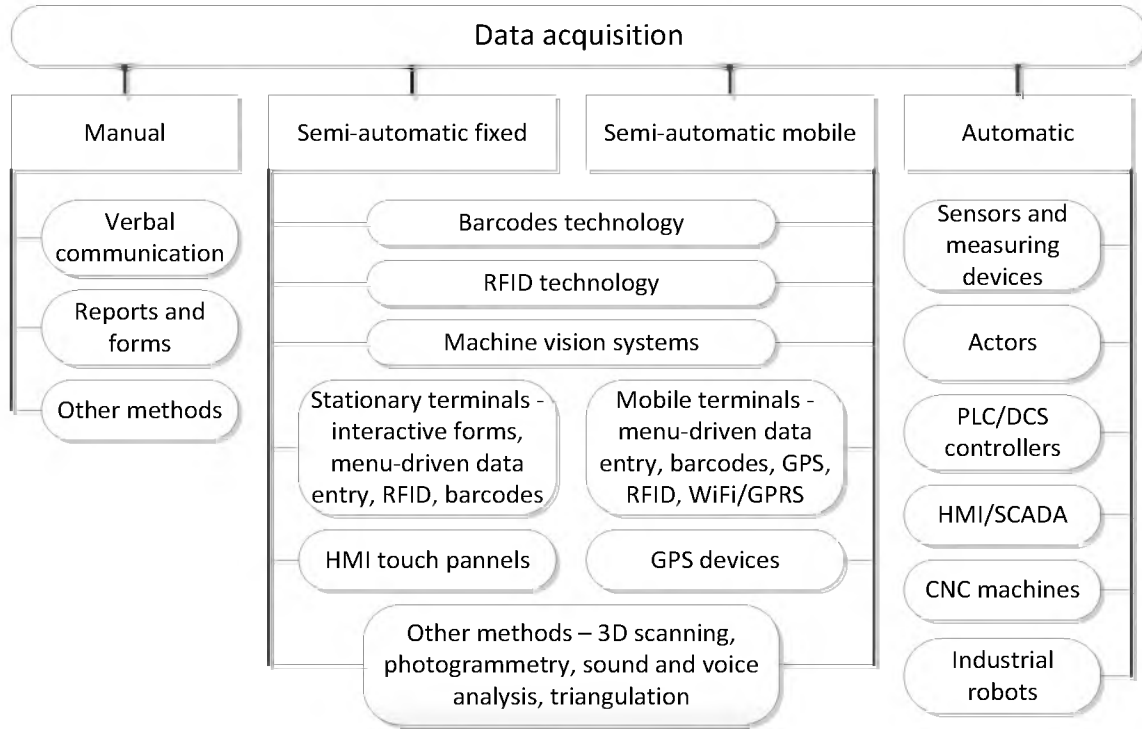 Data acquisition
Manual
Semi-automatic fixed
Semi-automatic mobile
Automatic
Verbal
communication
Reports and
forms
Other methods
Barcodes technology
RFID technology
Machine vision systems
Stationary terminals -
interactive forms,
menu-driven data
entry, RFID, barcodes
Mobile terminals -
menu-driven data
entry, barcodes, GPS,
RFID, WiFi/GPRS
HMI touch pannels
GPS devices
Other methods – 3D scanning,
photogrammetry, sound and voice
analysis, triangulation
Sensors and
measuring
devices
Actors
PLC/DCS
controllers
HMI/SCADA
CNC machines
Industrial
robots